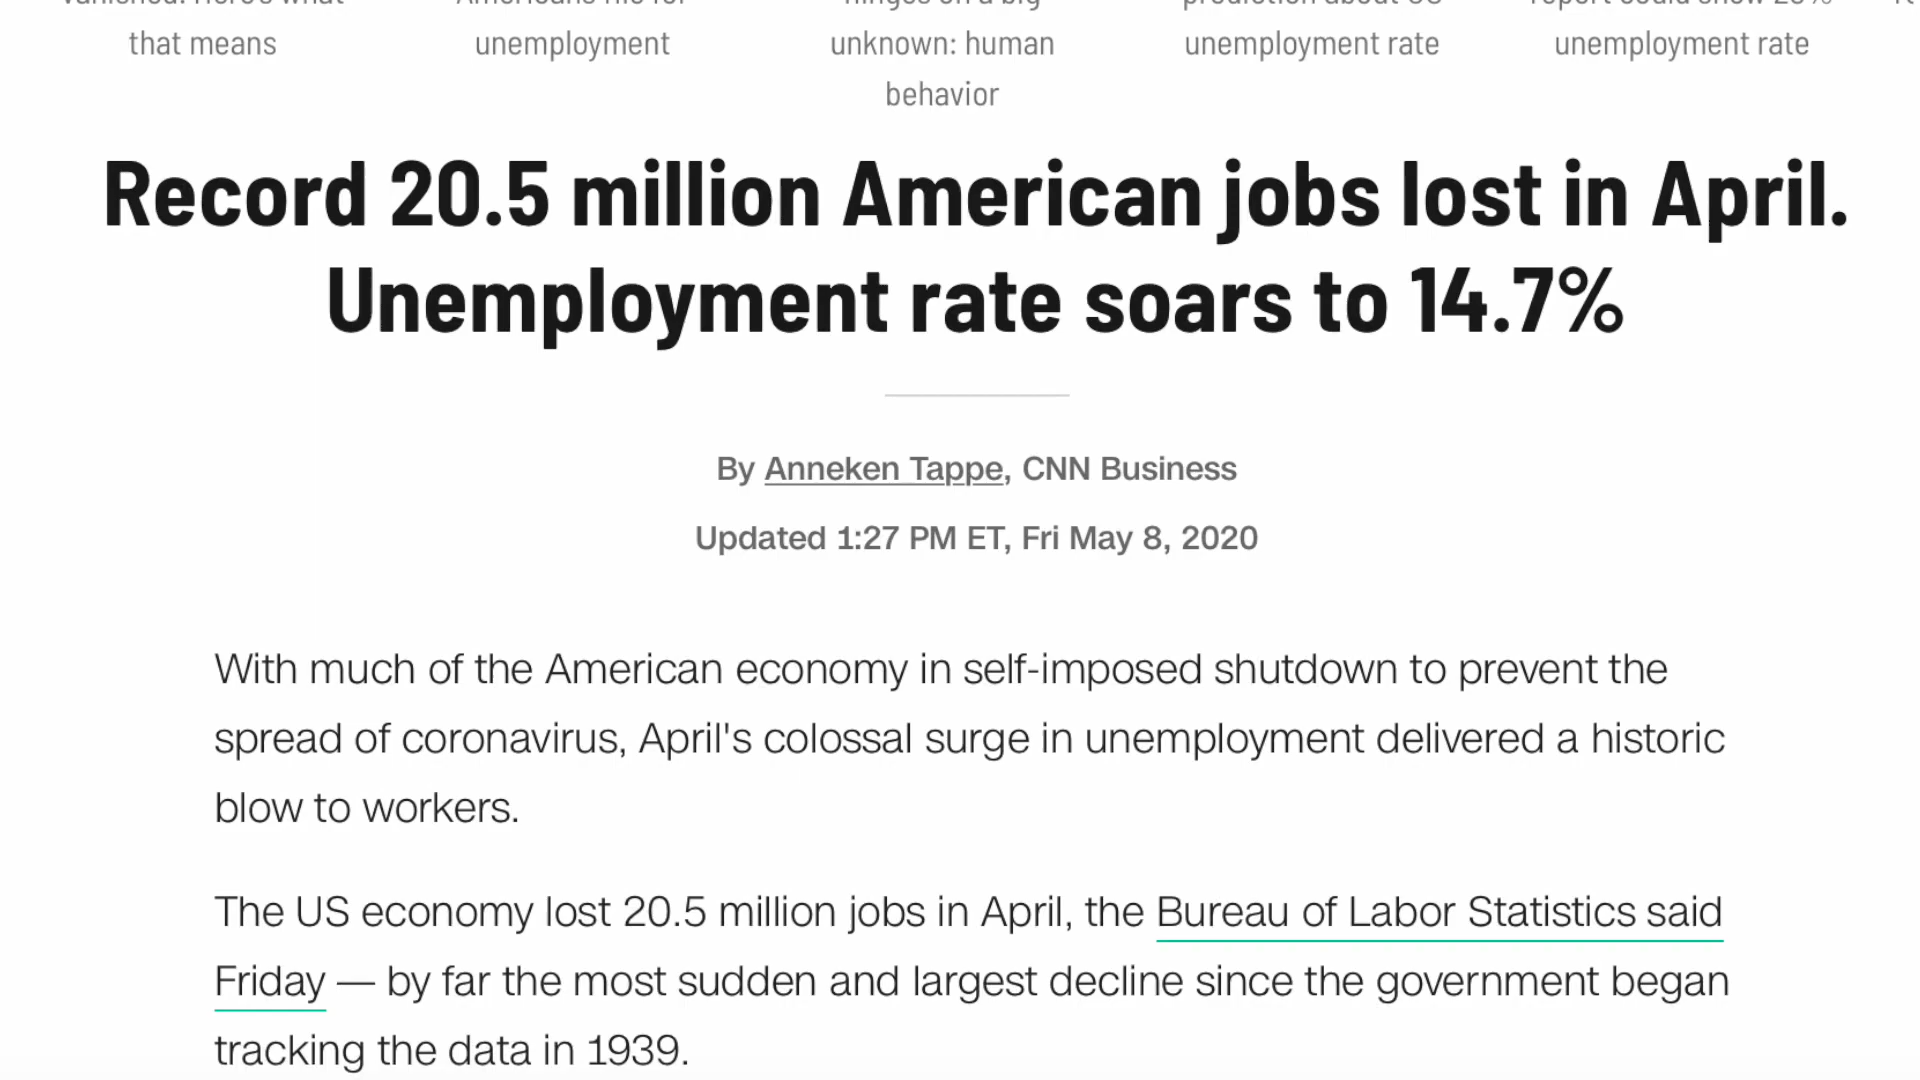 that means
unemployment
unknown: human
behavior
unemployment rate
unemployment rate
Record 20.5 million American jobs lost in April.
Unemployment rate soars to 14.7%
By Anneken Tappe, CNN Business
Updated 1:27 PM ET, Fri May 8, 2020
With much of the American economy in self-imposed shutdown to prevent the
spread of coronavirus, April's colossal surge in unemployment delivered a historic
blow to workers.
The US economy lost 20.5 million jobs in April, the Bureau of Labor Statistics said
Friday — by far the most sudden and largest decline since the government began
tracking the data in 1939.